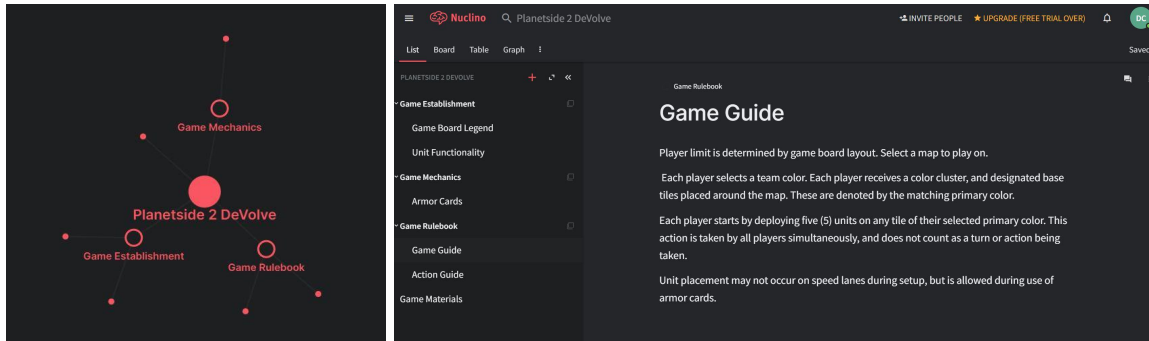 Game Mechanics
Planetside 2 DeVolve
Game Establishment
Game Rulebook
Nuclino
Planetside 2 DeVolve
INVITE PEOPLE
UPGRADE (FREE TRIAL OVER)
DC
List Board Table Graph
Saved
PLANETSIDE 2 DEVOLVE
Game Establishment
Game Board Legend
Unit Functionality
Game Mechanics
Armor Cards
Game Rulebook
Game Guide
Action Guide
Game Materials
Game Rulebook
Game Guide
Player limit is determined by game board layout. Select a map to play on.
Each player selects a team color. Each player receives a color cluster, and designated base
tiles placed around the map. These are denoted by the matching primary color.
Each player starts by deploying five (5) units on any tile of their selected primary color. This
action is taken by all players simultaneously, and does not count as a turn or action being
taken.
Unit placement may not occur on speed lanes during setup, but is allowed during use of
armor cards.